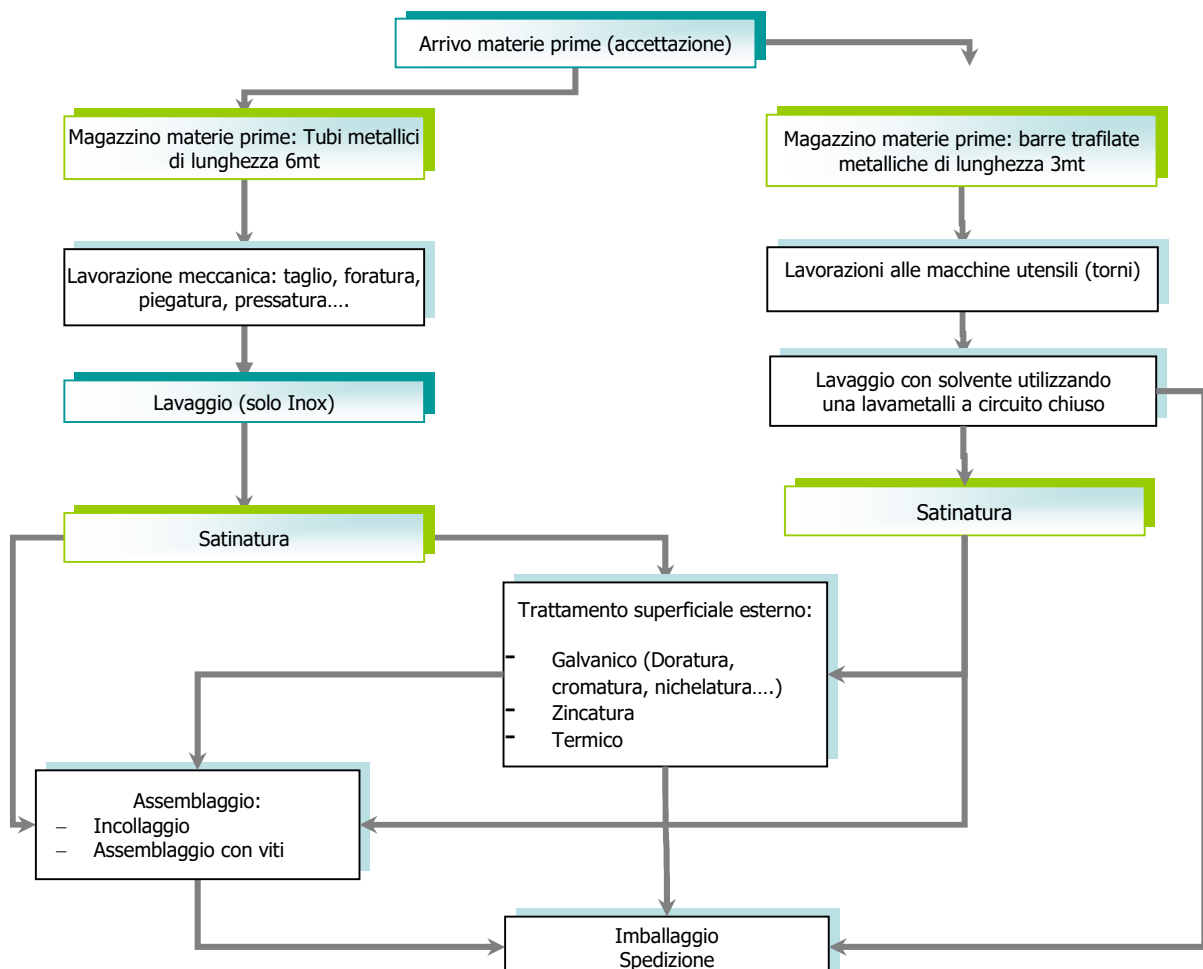 Arrivo materie prime (accettazione)
Magazzino materie prime: Tubi metallici
di lunghezza 6mt
Magazzino materie prime: barre trafilate
metalliche di lunghezza 3mt
Lavorazione meccanica: taglio, foratura,
piegatura, pressatura….
Lavorazioni alle macchine utensili (torni)
Lavaggio (solo Inox)
Lavaggio con solvente utilizzando
una lavametalli a circuito chiuso
Satinatura
Satinatura
Trattamento superficiale esterno:
- Galvanico (Doratura,
cromatura, nichelatura….)
- Zincatura
- Termico
Assemblaggio:
– Incollaggio
– Assemblaggio con viti
Imballaggio
Spedizione